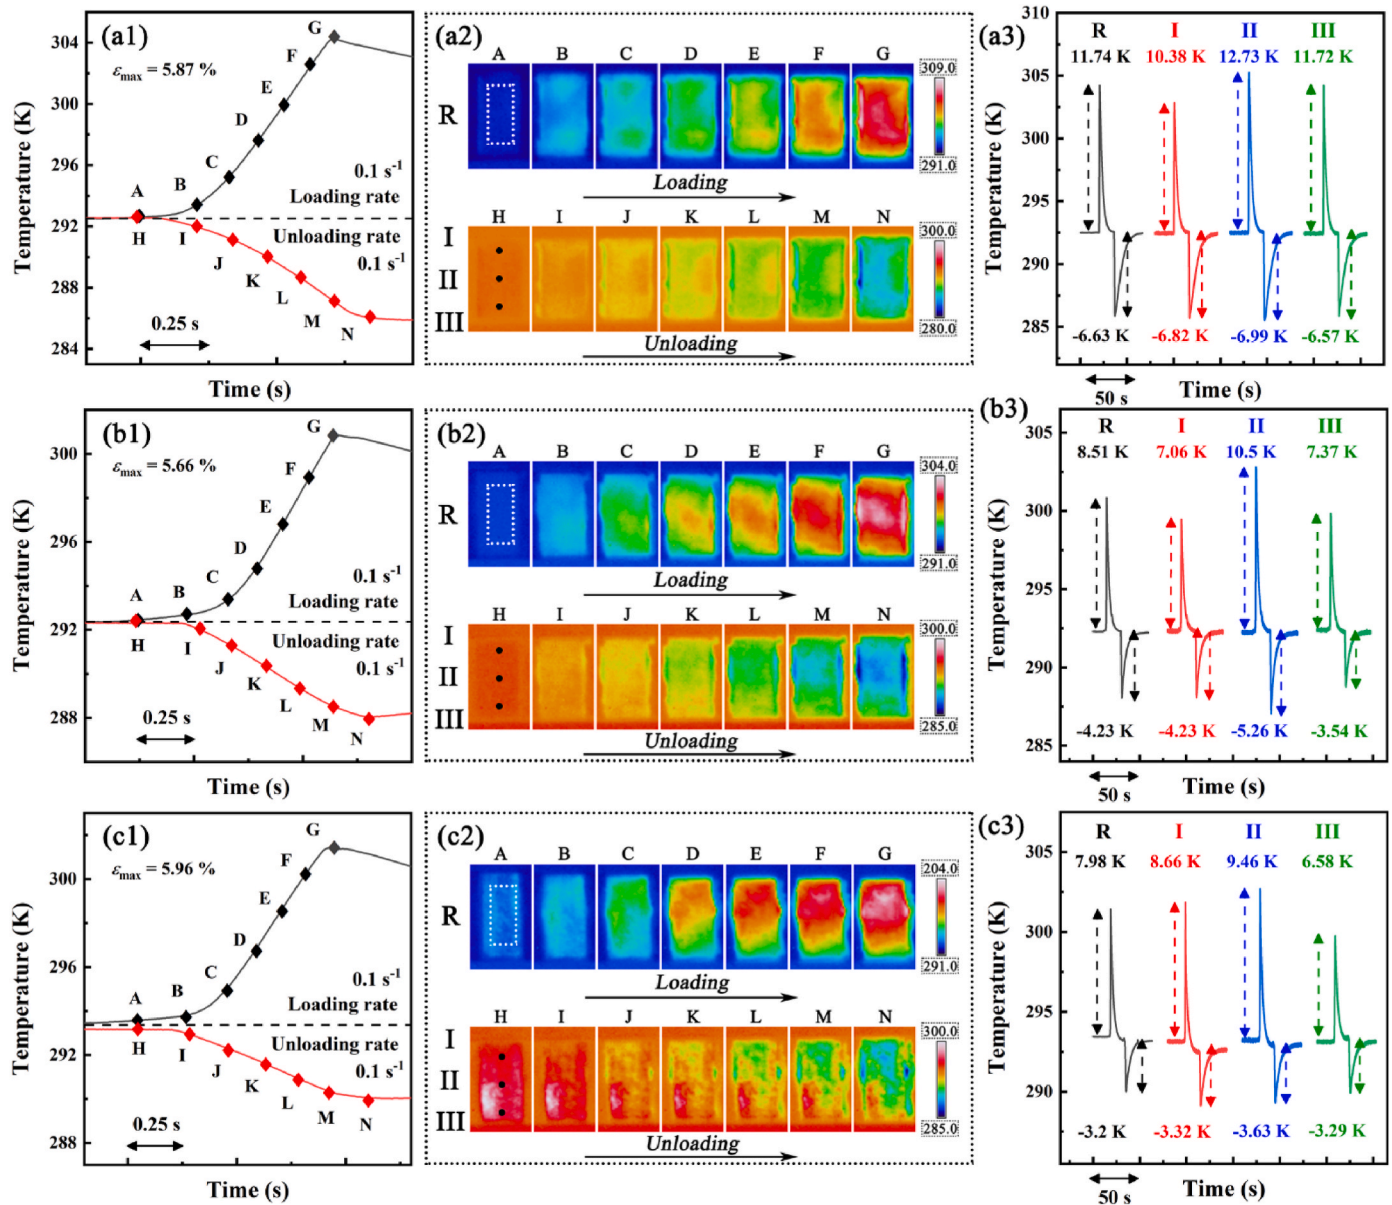 (a1)
ε max = 5.87 %
304
300
296
292
288
284
Temperature (K)
A
B
C
D
E
F
G
0.1 s-1
Loading rate
Unloading rate
0.1 s-1
H
I
J
K
L
M
N
0.25 s
Time (s)
(a2)
A B C D E F G
R
309.0
291.0
Loading
H I J K L M N
I
II
III
300.0
280.0
Unloading
(a3)
310
305
300
295
290
285
Temperature (K)
R I II III
11.74 K 10.38 K 12.73 K 11.72 K
-6.63 K -6.82 K -6.99 K -6.57 K
50 s
Time (s)
(b1)
ε max = 5.66 %
300
296
292
288
Temperature (K)
A
B
C
D
E
F
G
0.1 s-1
Loading rate
Unloading rate
0.1 s-1
H
I
J
K
L
M
N
0.25 s
Time (s)
(b2)
A B C D E F G
R
304.0
291.0
Loading
H I J K L M N
I
II
III
300.0
285.0
Unloading
(b3)
305
300
295
290
285
Temperature (K)
R I II III
8.51 K 7.06 K 10.5 K 7.37 K
-4.23 K -4.23 K -5.26 K -3.54 K
50 s
Time (s)
(c1)
ε max = 5.96 %
300
296
292
288
Temperature (K)
A
B
C
D
E
F
G
0.1 s-1
Loading rate
Unloading rate
0.1 s-1
H
I
J
K
L
M
N
0.25 s
Time (s)
(c2)
A B C D E F G
R
204.0
291.0
Loading
H I J K L M N
I
II
III
300.0
285.0
Unloading
(c3)
305
300
295
290
Temperature (K)
R I II III
7.98 K 8.66 K 9.46 K 6.58 K
-3.2 K -3.32 K -3.63 K -3.29 K
50 s
Time (s)